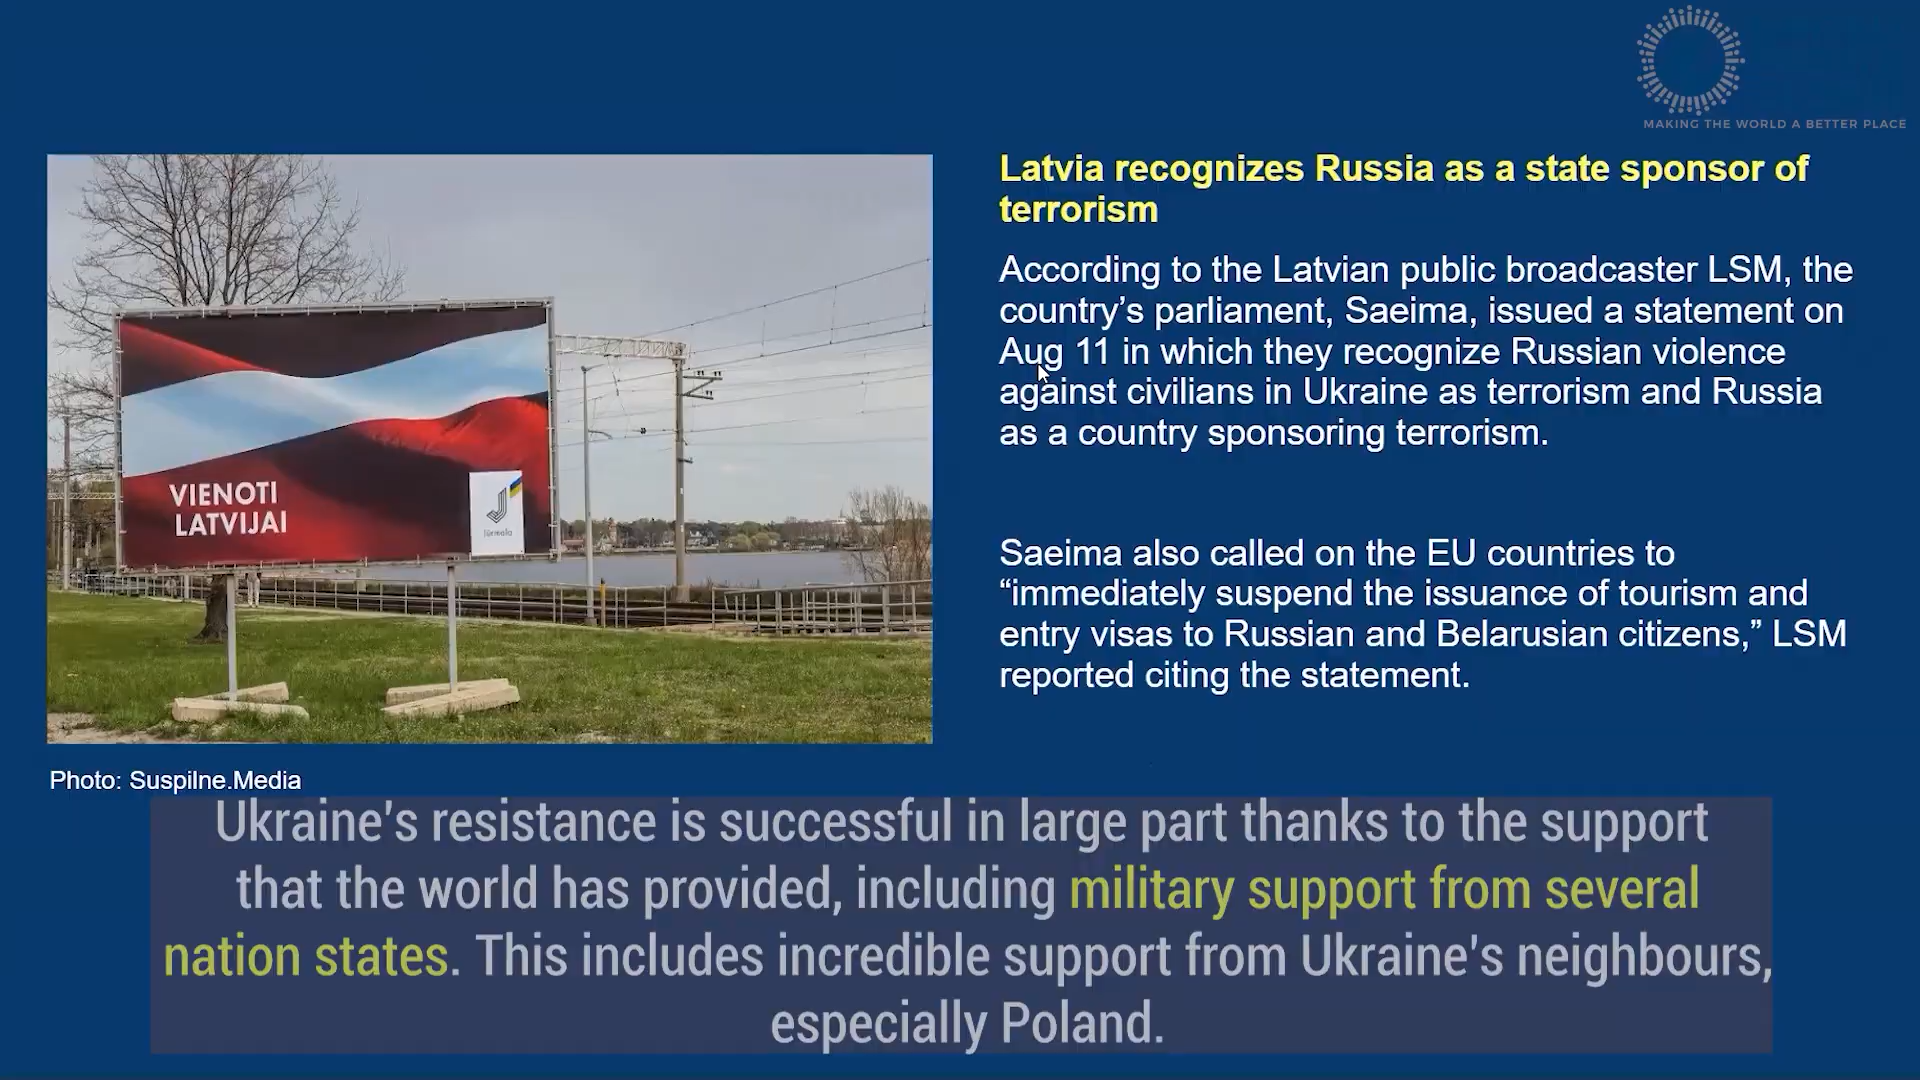 MAKING THE WORLD A BETTER PLACE
Latvia recognizes Russia as a state sponsor of
terrorism
According to the Latvian public broadcaster LSM, the
country’s parliament, Saeima, issued a statement on
Aug 11 in which they recognize Russian violence
against civilians in Ukraine as terrorism and Russia
as a country sponsoring terrorism.
Saeima also called on the EU countries to
“immediately suspend the issuance of tourism and
entry visas to Russian and Belarusian citizens,” LSM
reported citing the statement.
VIENOTI
LATVIJAI
Jūrmala
Photo: Suspilne.Media
Ukraine's resistance is successful in large part thanks to the support
that the world has provided, including military support from several
nation states. This includes incredible support from Ukraine's neighbours,
especially Poland.